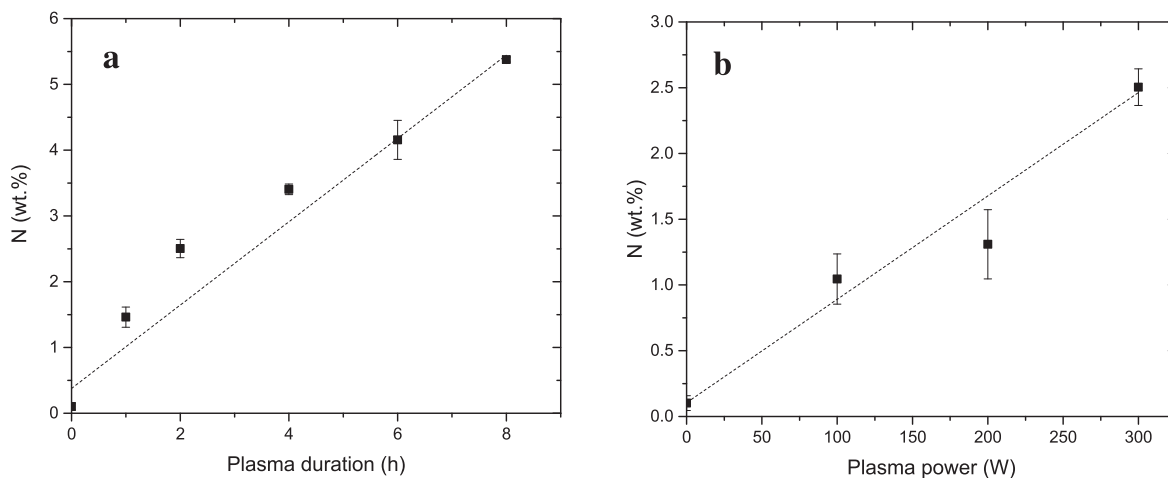 a
6
5
4
3
2
1
0
N (wt.%)
0 2 4 6 8
Plasma duration (h)
b
3.0
2.5
2.0
1.5
1.0
0.5
0.0
N (wt.%)
0 50 100 150 200 250 300
Plasma power (W)